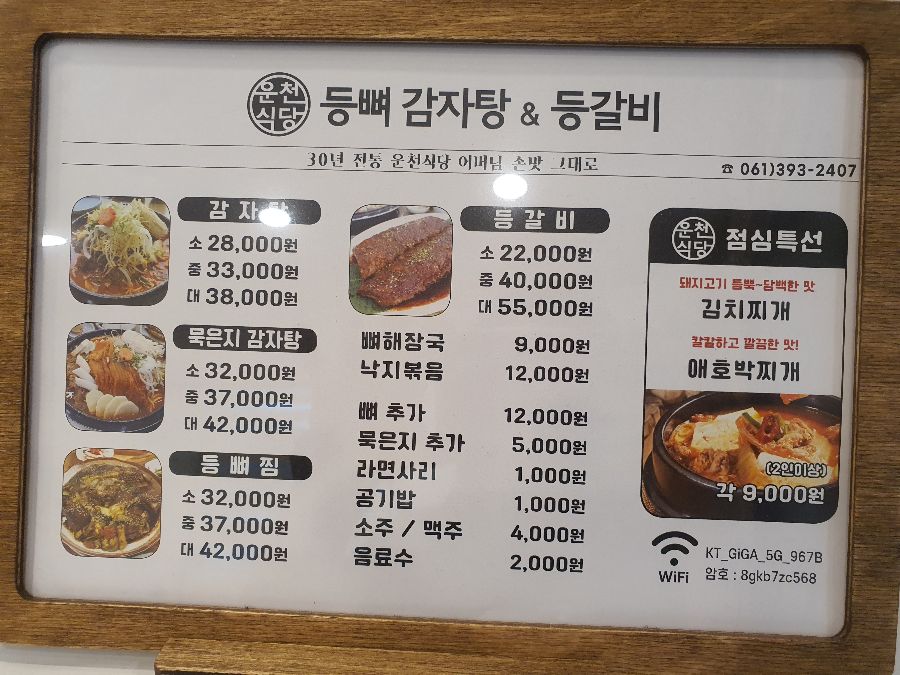 운천식당 등뼈 감자탕 & 등갈비
30년 전통 운천식당 어머님 손맛 그대로
☎ 061)393-2407
감자탕
소 28,000원
중 33,000원
대 38,000원
묵은지 감자탕
소 32,000원
중 37,000원
대 42,000원
등뼈찜
소 32,000원
중 37,000원
대 42,000원
등갈비
소 22,000원
중 40,000원
대 55,000원
뼈해장국 9,000원
낙지볶음 12,000원
뼈 추가 12,000원
묵은지 추가 5,000원
라면사리 1,000원
공기밥 1,000원
소주 / 맥주 4,000원
음료수 2,000원
운천식당 점심특선
돼지고기 듬뿍~담백한 맛
김치찌개
칼칼하고 깔끔한 맛!
애호박찌개
(2인이상)
각 9,000원
WiFi
KT_GiGA_5G_967B
암호 : 8gkb7zc568